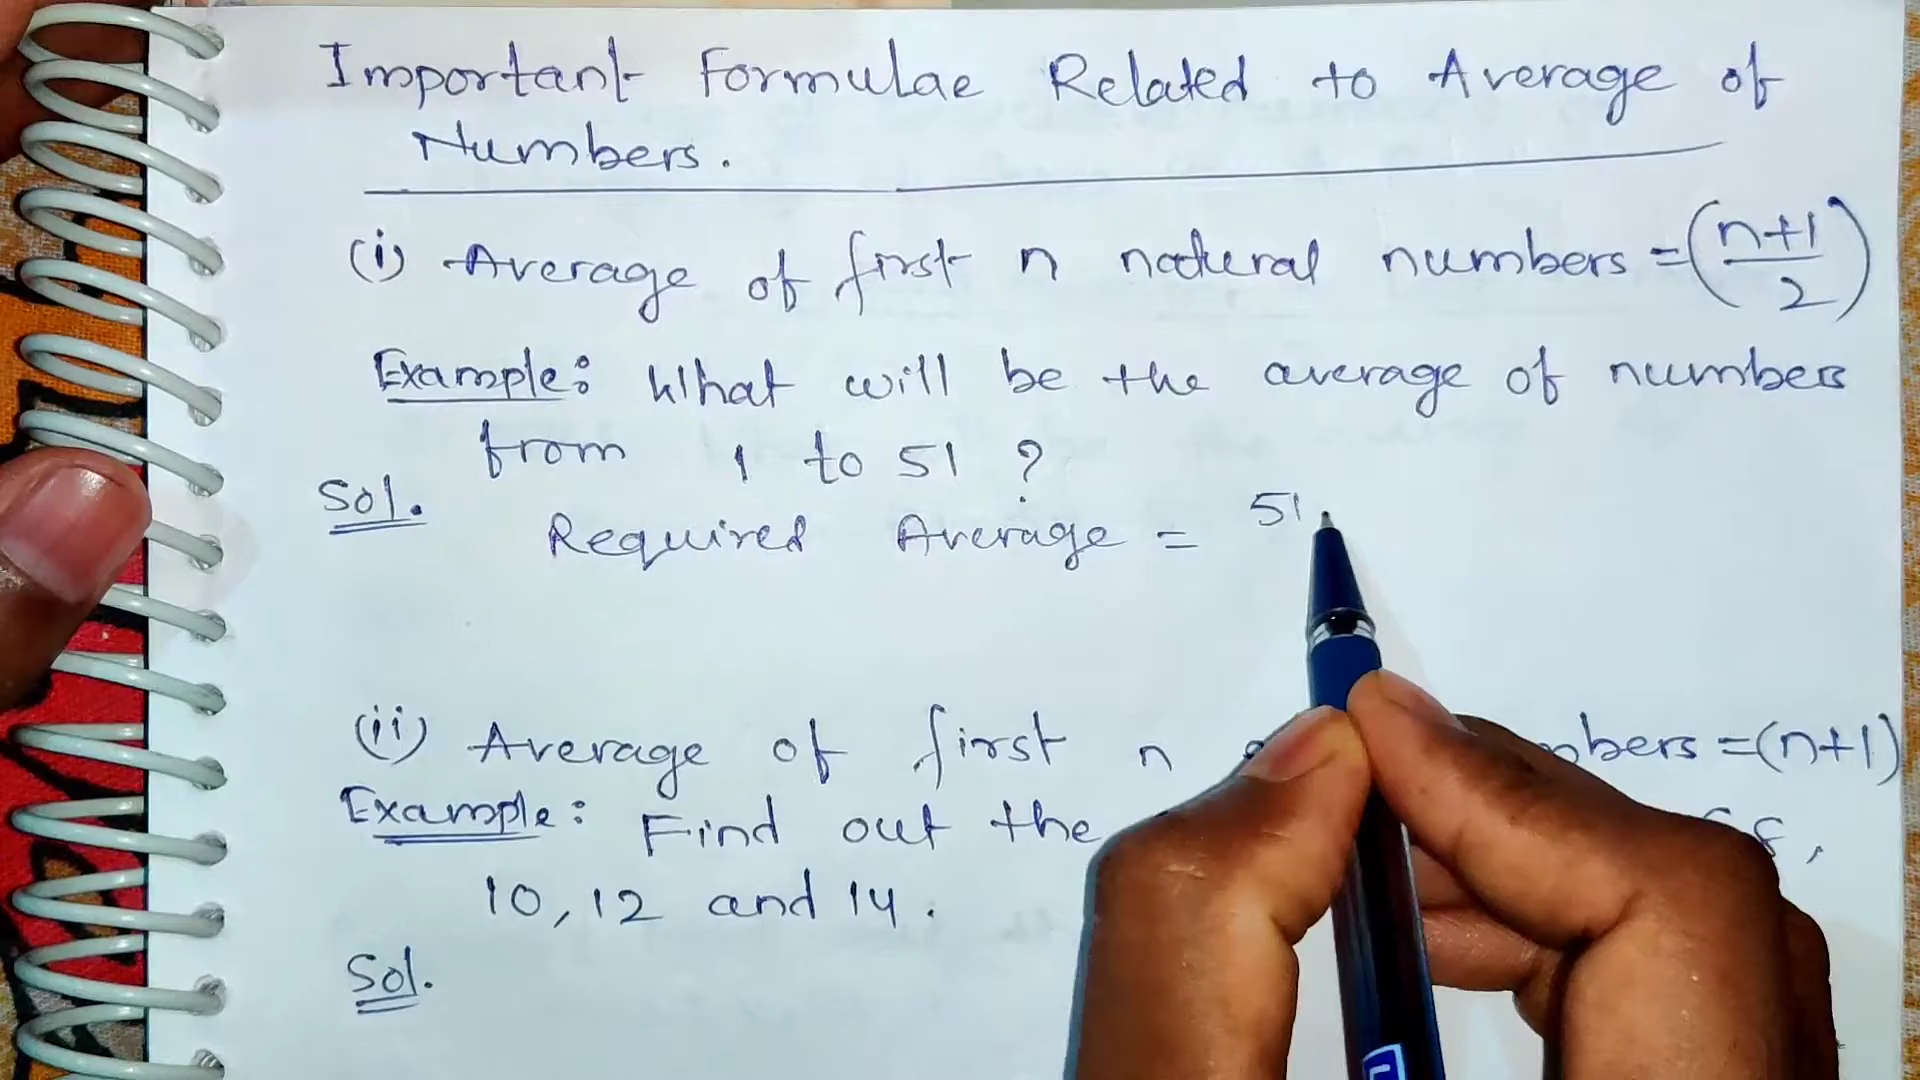 Important Formulae Related to Average of
Numbers.
(i) Average of first n natural numbers = (n+1/2)
Example: What will be the average of numbers
from 1 to 51 ?
Sol.
Required Average = 51
(ii) Average of first n = (n+1)
Example: Find out the 8,
10, 12 and 14.
Sol.